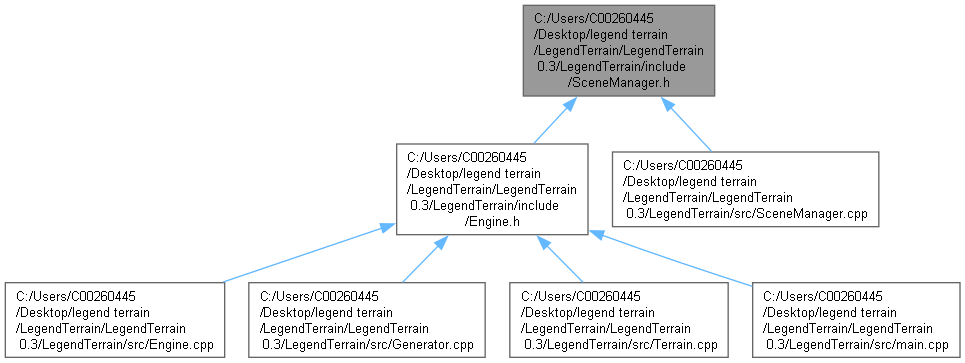 C:/Users/C00260445
/Desktop/legend terrain
/LegendTerrain/LegendTerrain
0.3/LegendTerrain/include
/SceneManager.h
C:/Users/C00260445
/Desktop/legend terrain
/LegendTerrain/LegendTerrain
0.3/LegendTerrain/include
/Engine.h
C:/Users/C00260445
/Desktop/legend terrain
/LegendTerrain/LegendTerrain
0.3/LegendTerrain/src/SceneManager.cpp
C:/Users/C00260445
/Desktop/legend terrain
/LegendTerrain/LegendTerrain
0.3/LegendTerrain/src/Engine.cpp
C:/Users/C00260445
/Desktop/legend terrain
/LegendTerrain/LegendTerrain
0.3/LegendTerrain/src/Generator.cpp
C:/Users/C00260445
/Desktop/legend terrain
/LegendTerrain/LegendTerrain
0.3/LegendTerrain/src/Terrain.cpp
C:/Users/C00260445
/Desktop/legend terrain
/LegendTerrain/LegendTerrain
0.3/LegendTerrain/src/main.cpp